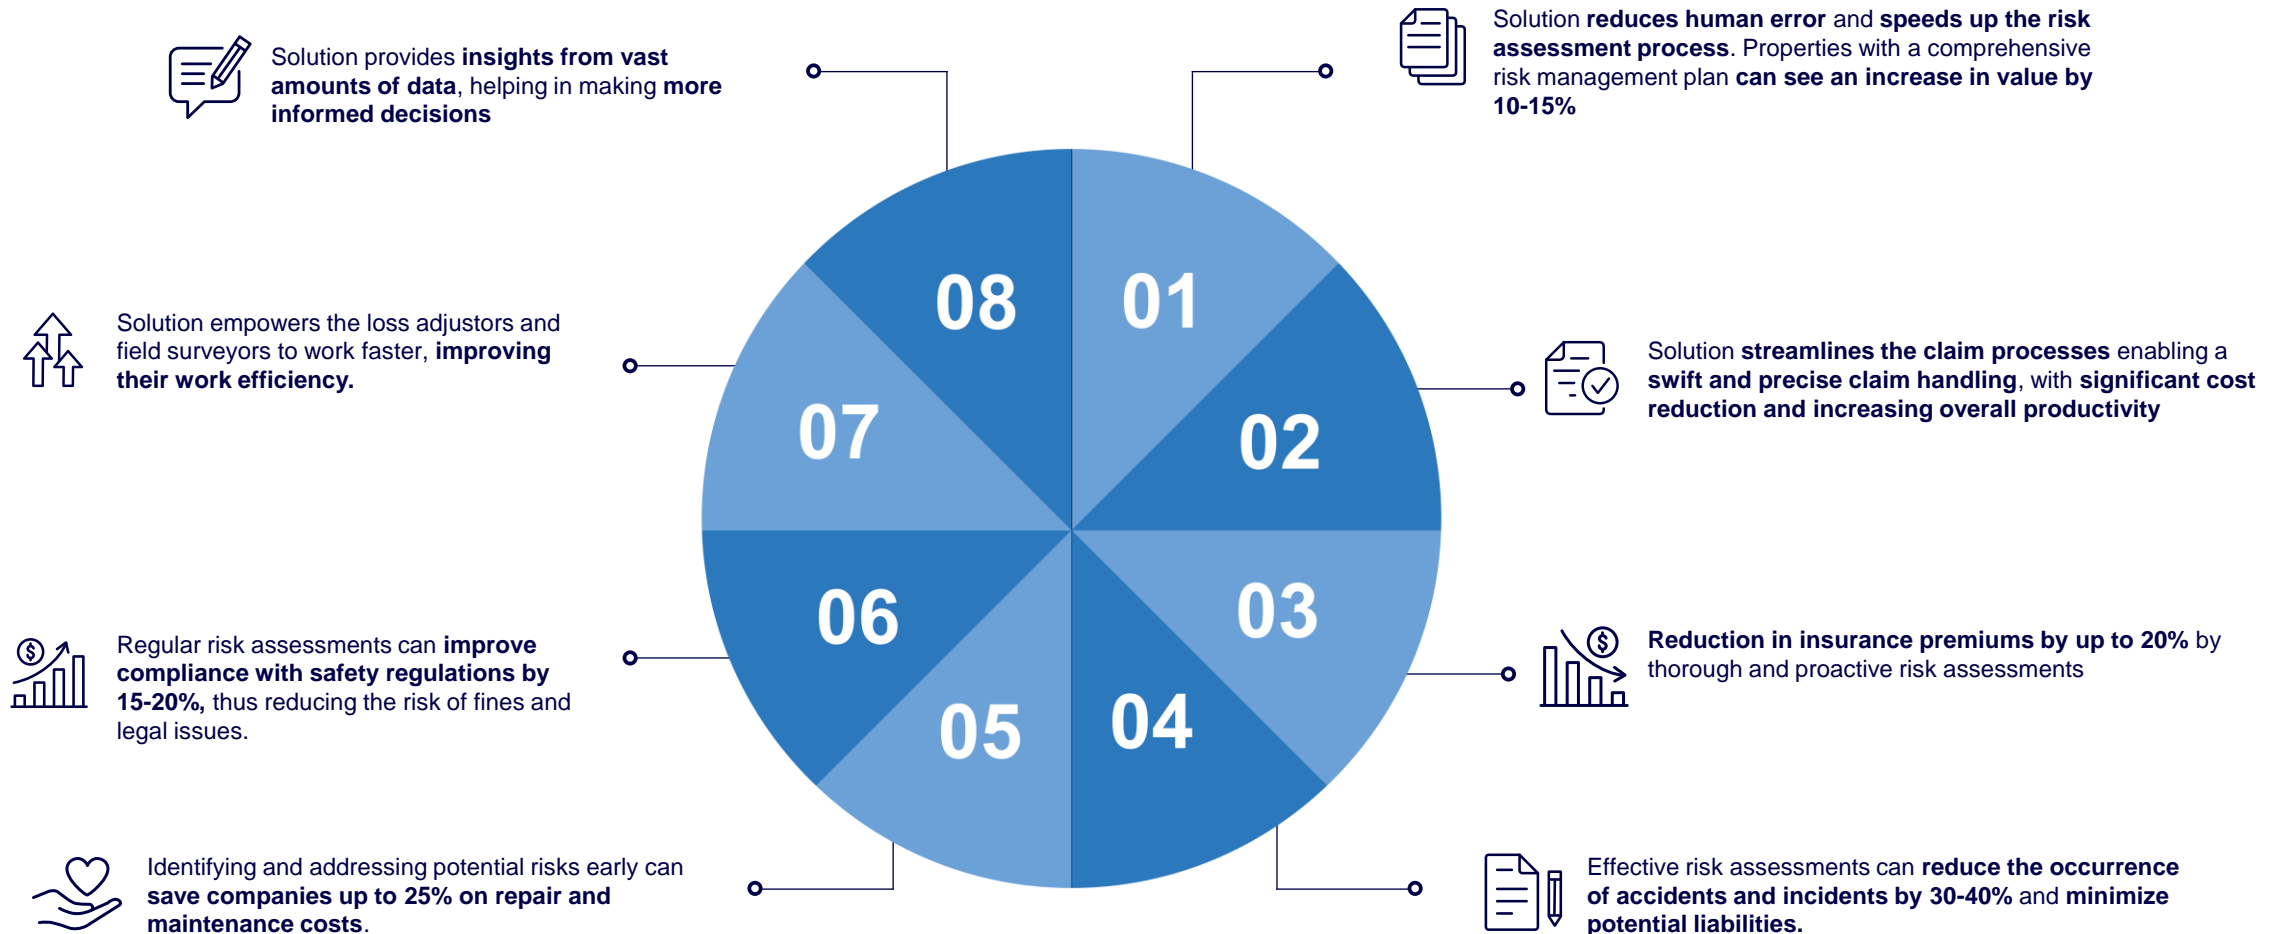 Solution reduces human error and speeds up the risk
assessment process. Properties with a comprehensive
risk management plan can see an increase in value by
10-15%
01
Solution streamlines the claim processes enabling a
swift and precise claim handling, with significant cost
reduction and increasing overall productivity
02
Reduction in insurance premiums by up to 20% by
thorough and proactive risk assessments
03
Effective risk assessments can reduce the occurrence
of accidents and incidents by 30-40% and minimize
potential liabilities.
04
Identifying and addressing potential risks early can
save companies up to 25% on repair and
maintenance costs.
05
Regular risk assessments can improve
compliance with safety regulations by
15-20%, thus reducing the risk of fines and
legal issues.
06
Solution empowers the loss adjustors and
field surveyors to work faster, improving
their work efficiency.
07
Solution provides insights from vast
amounts of data, helping in making more
informed decisions
08
$
$